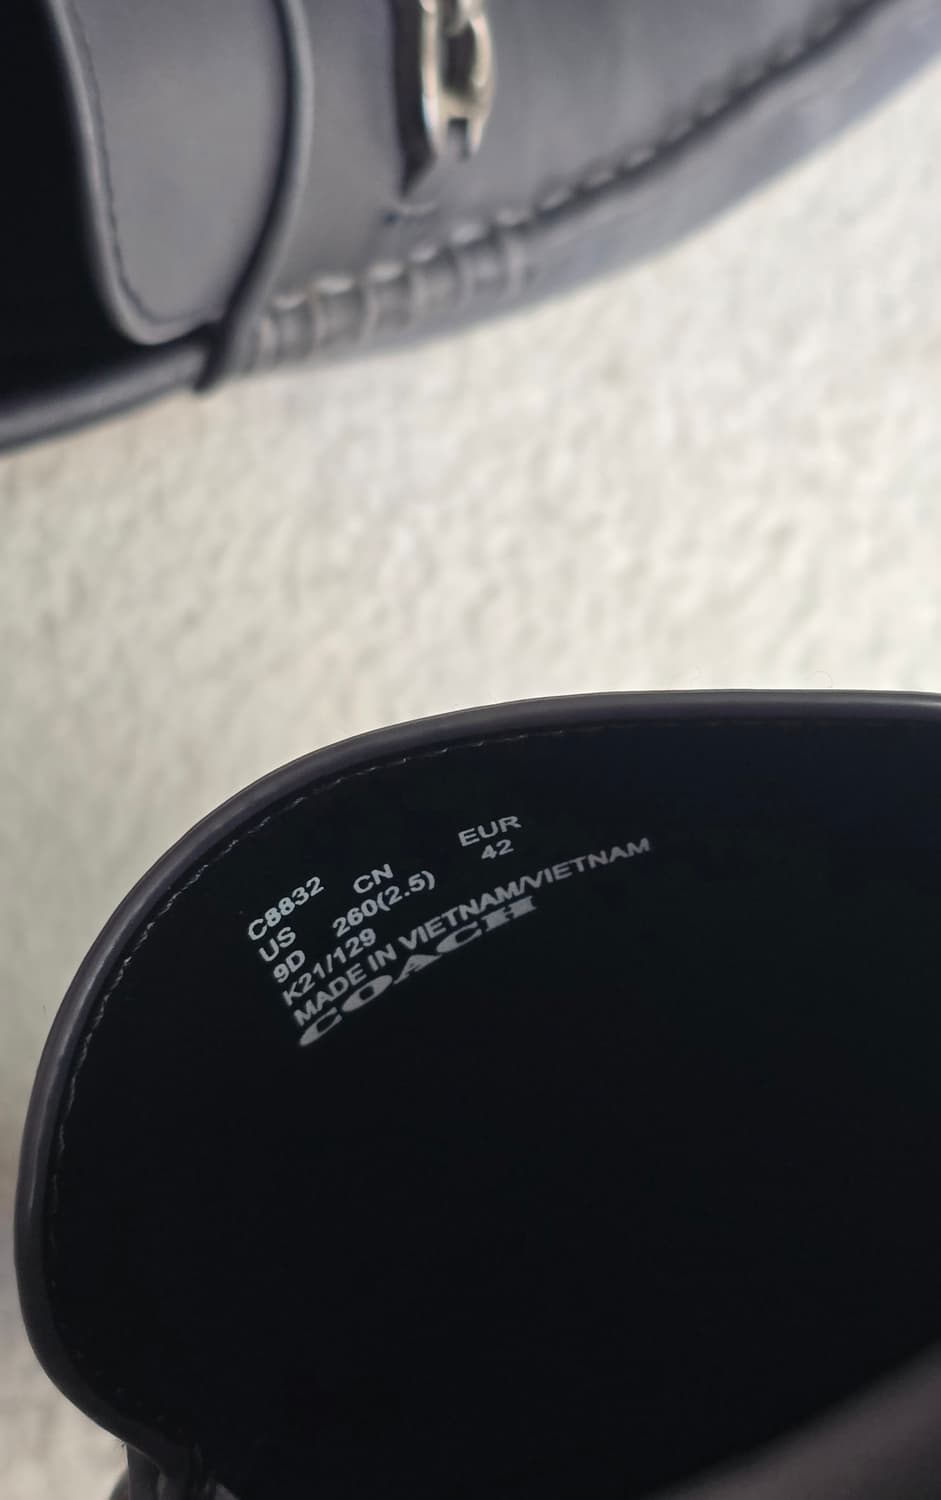 C8832
US CN EUR
9D 260(2.5) 42
K21/129
MADE IN VIETNAM/VIETNAM
COACH